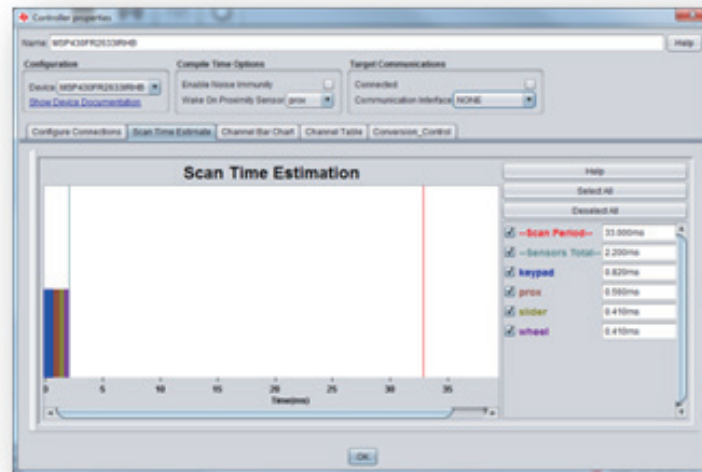 Controller properties
Name: MSP430FR2633IRHB Help
Configuration Compile Time Options Target Communications
Device: MSP430FR2633IRHB Enable Noise Immunity Connected
Show Device Documentation Wake On Proximity Sensor prox Communication Interface NONE
Configure Connections Scan Time Estimate Channel Bar Chart Channel Table Conversion_Control
Scan Time Estimation
Help
Select All
Deselect All
--Scan Period-- 33.000ms
--Sensors Total-- 2.200ms
keypad 0.820ms
prox 0.560ms
slider 0.410ms
wheel 0.410ms
0 5 10 15 20 25 30 35
Time(ms)
OK